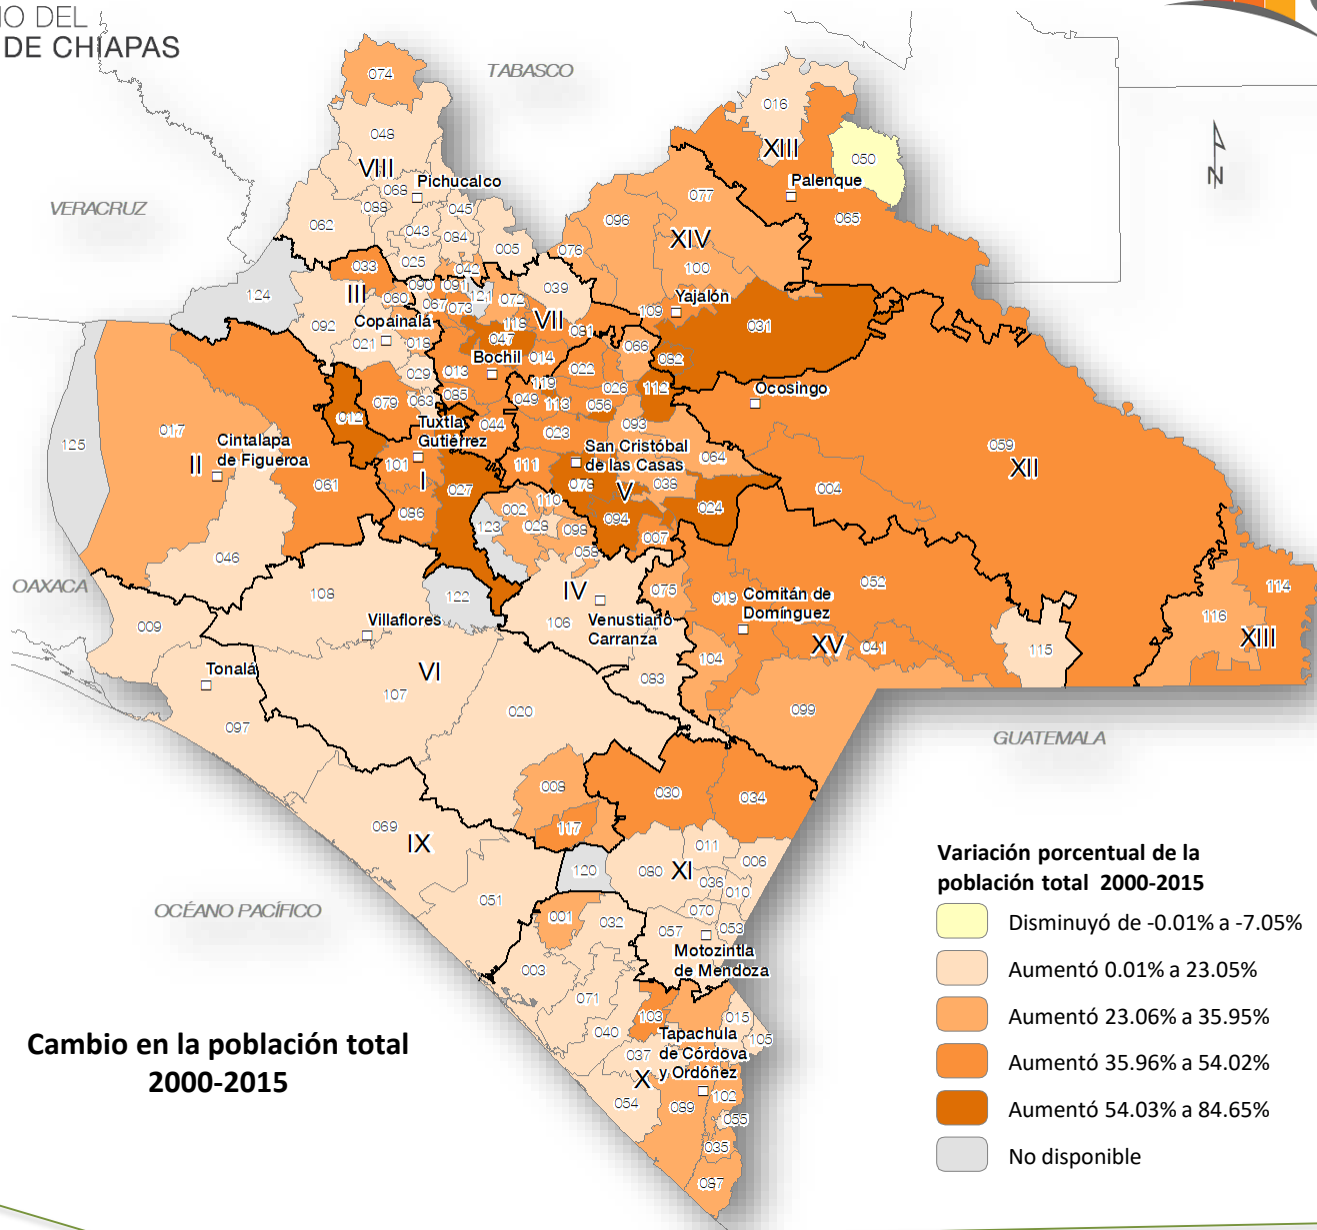 IO DEL
DE CHIAPAS
TABASCO
VERACRUZ
OAXACA
GUATEMALA
OCÉANO PACÍFICO
N
074
016
048
XIII
050
VIII
Palenque
068
Pichucalco
077
088
045
065
062
096
043
084
XIV
005
076
025
042
100
033
090
091
039
124
III
060
121
072
Yajalón
067
073
109
031
092
Copainalá
118
VII
081
021
018
047
066
Bochil
014
082
029
013
022
Ocosingo
119
026
112
079
063
085
049
113
056
012
Tuxtla
Gutiérrez
044
093
017
Cintalapa
de Figueroa
023
San Cristóbal
de las Casas
059
125
064
XII
II
101
111
I
027
078
V
038
004
061
086
002
110
024
123
028
094
098
007
046
058
052
114
108
122
IV
075
019
Comitán de
Domínguez
116
009
Villaflores
106
Venustiano
Carranza
XIII
XV
041
115
Tonalá
VI
104
083
107
020
099
097
008
030
034
069
117
IX
011
006
120
080
XI
036
010
051
070
001
032
057
053
Motozintla
de Mendoza
003
071
103
015
040
Tapachula
de Córdova
y Ordóñez
105
037
X
054
089
102
055
035
087
Cambio en la población total
2000-2015
Variación porcentual de la
población total 2000-2015
Disminuyó de -0.01% a -7.05%
Aumentó 0.01% a 23.05%
Aumentó 23.06% a 35.95%
Aumentó 35.96% a 54.02%
Aumentó 54.03% a 84.65%
No disponible